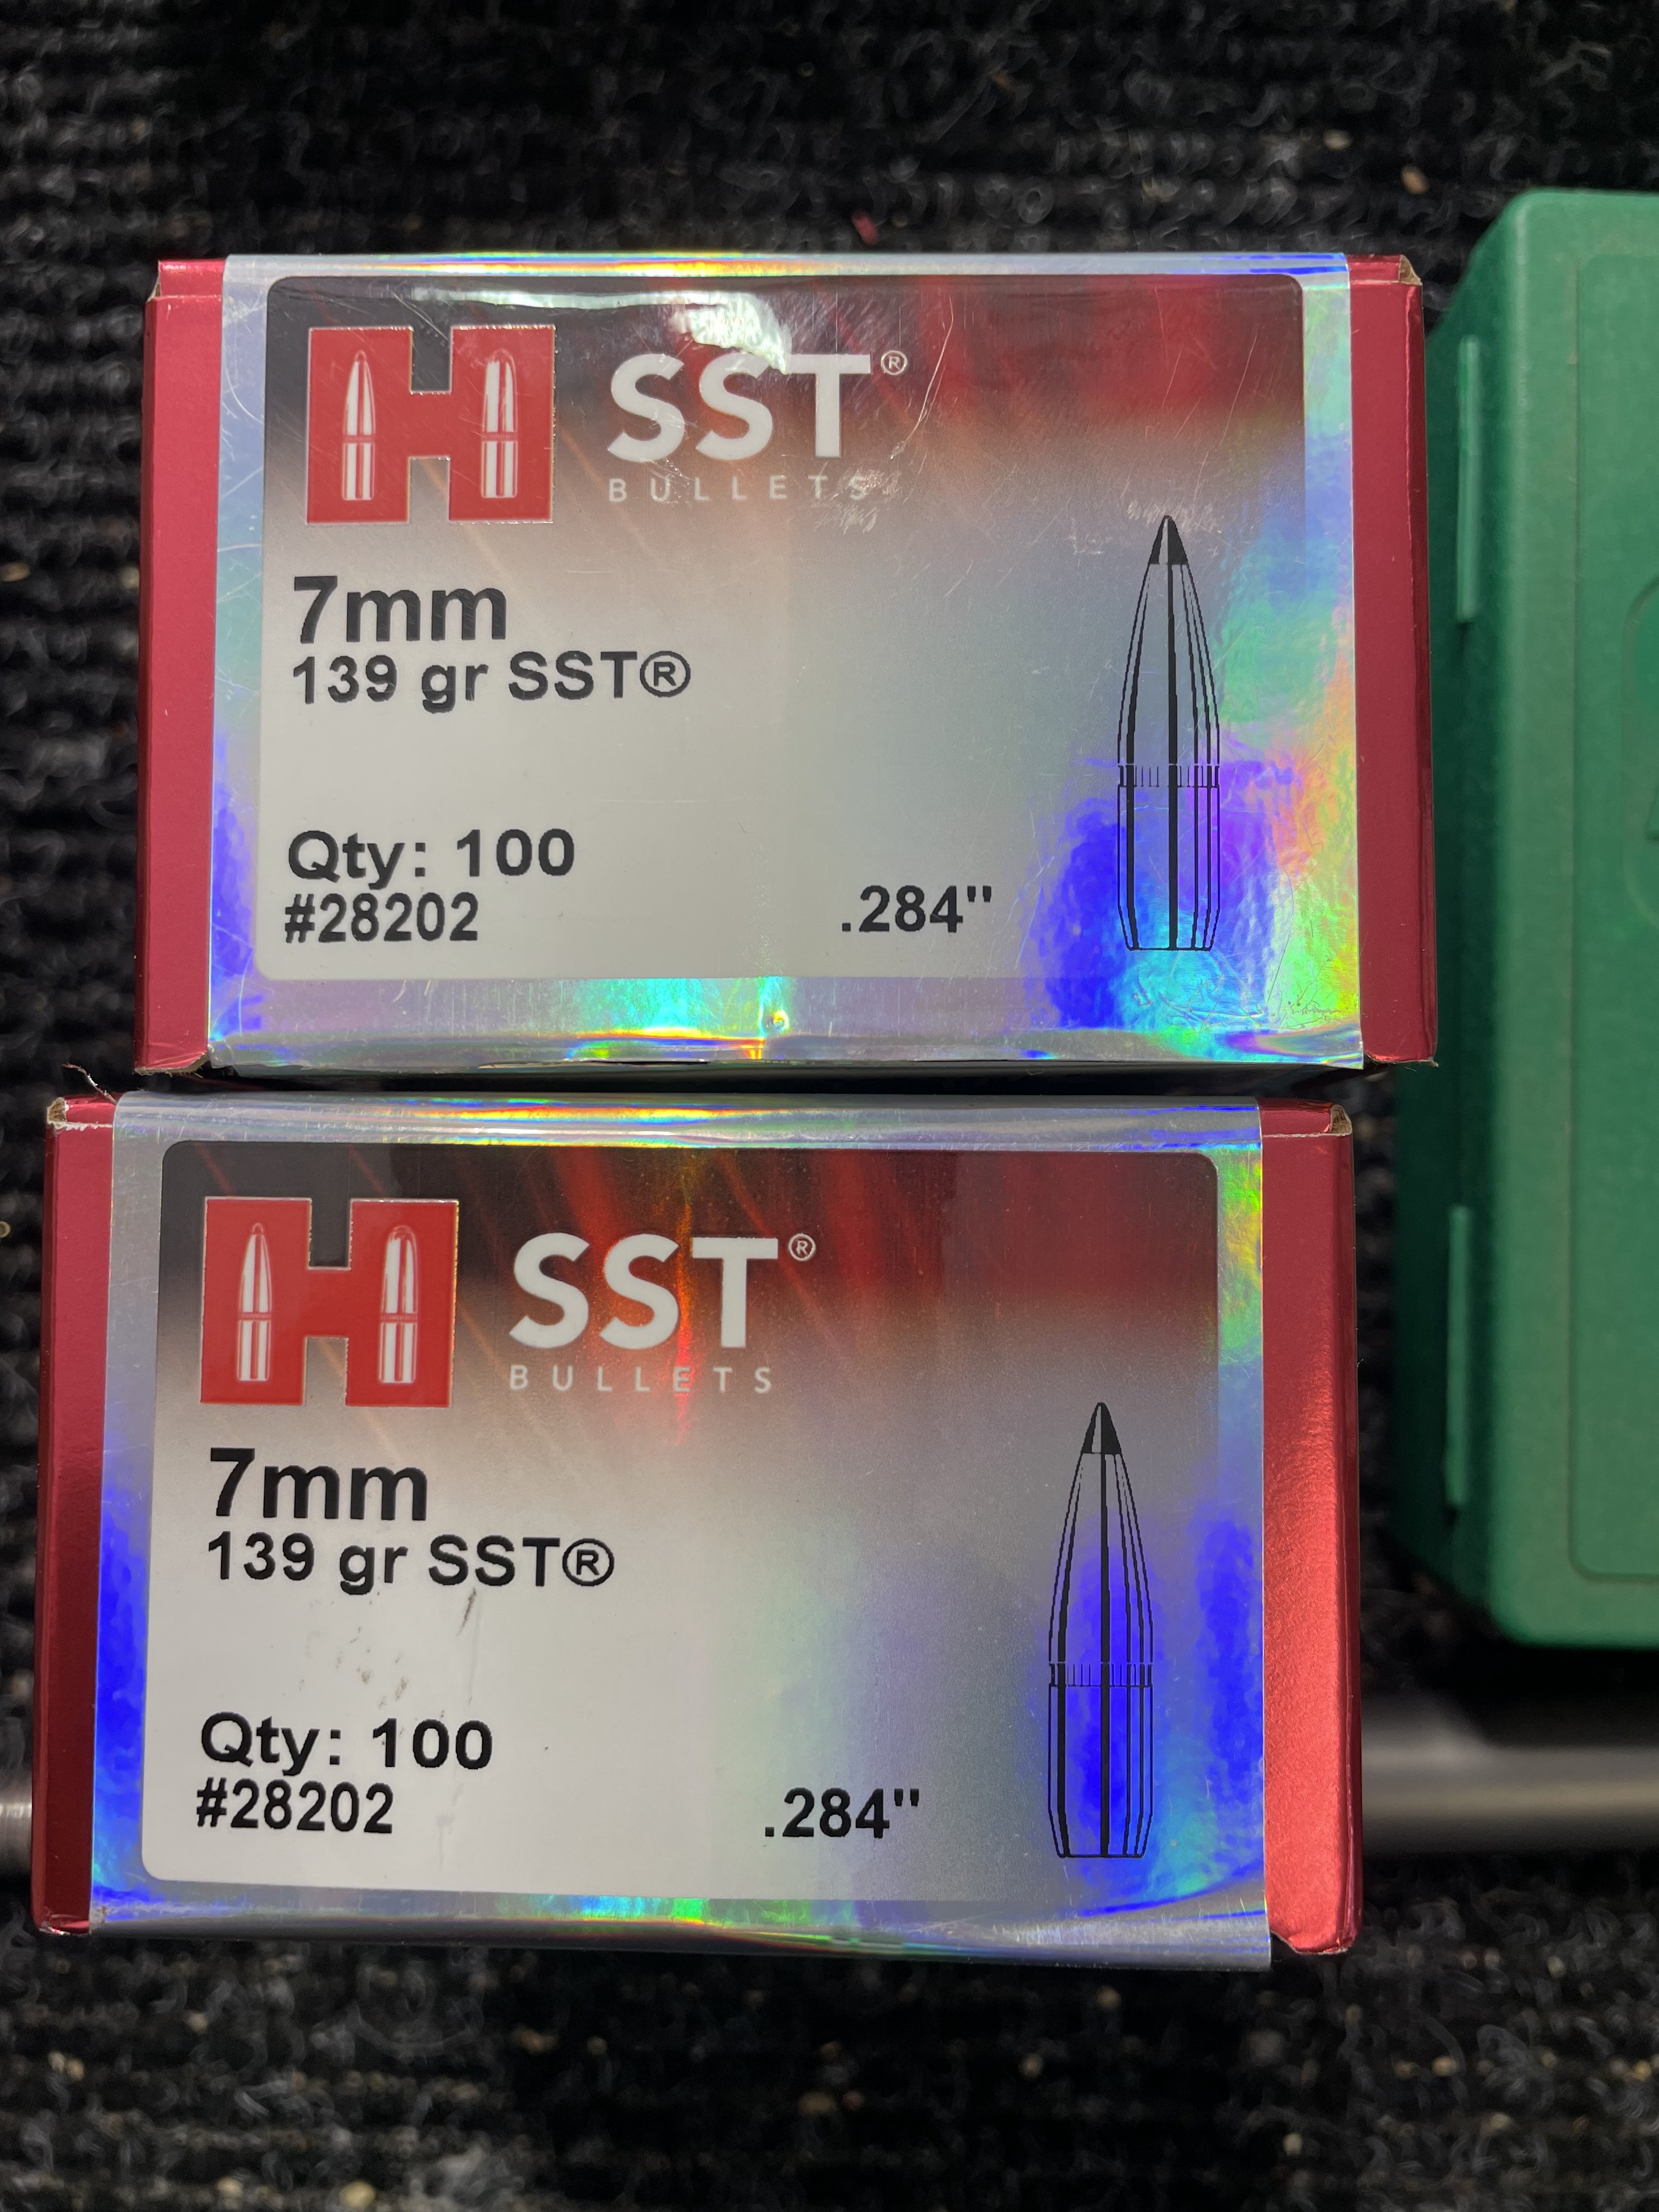 H SST®
BULLETS
7mm
139 gr SST®
Qty: 100
#28202
.284"
H SST®
BULLETS
7mm
139 gr SST®
Qty: 100
#28202
.284"